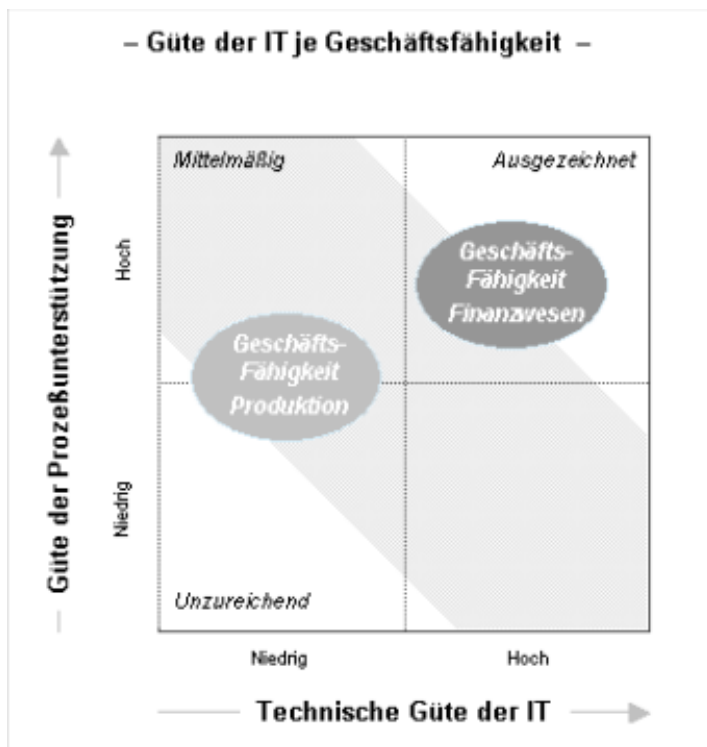 – Güte der IT je Geschäftsfähigkeit –
Mittelmäßig
Ausgezeichnet
Geschäfts-
Fähigkeit
Finanzwesen
Geschäfts-
Fähigkeit
Produktion
Unzureichend
Hoch
Niedrig
— Güte der Prozeßunterstützung
Niedrig
Hoch
Technische Güte der IT